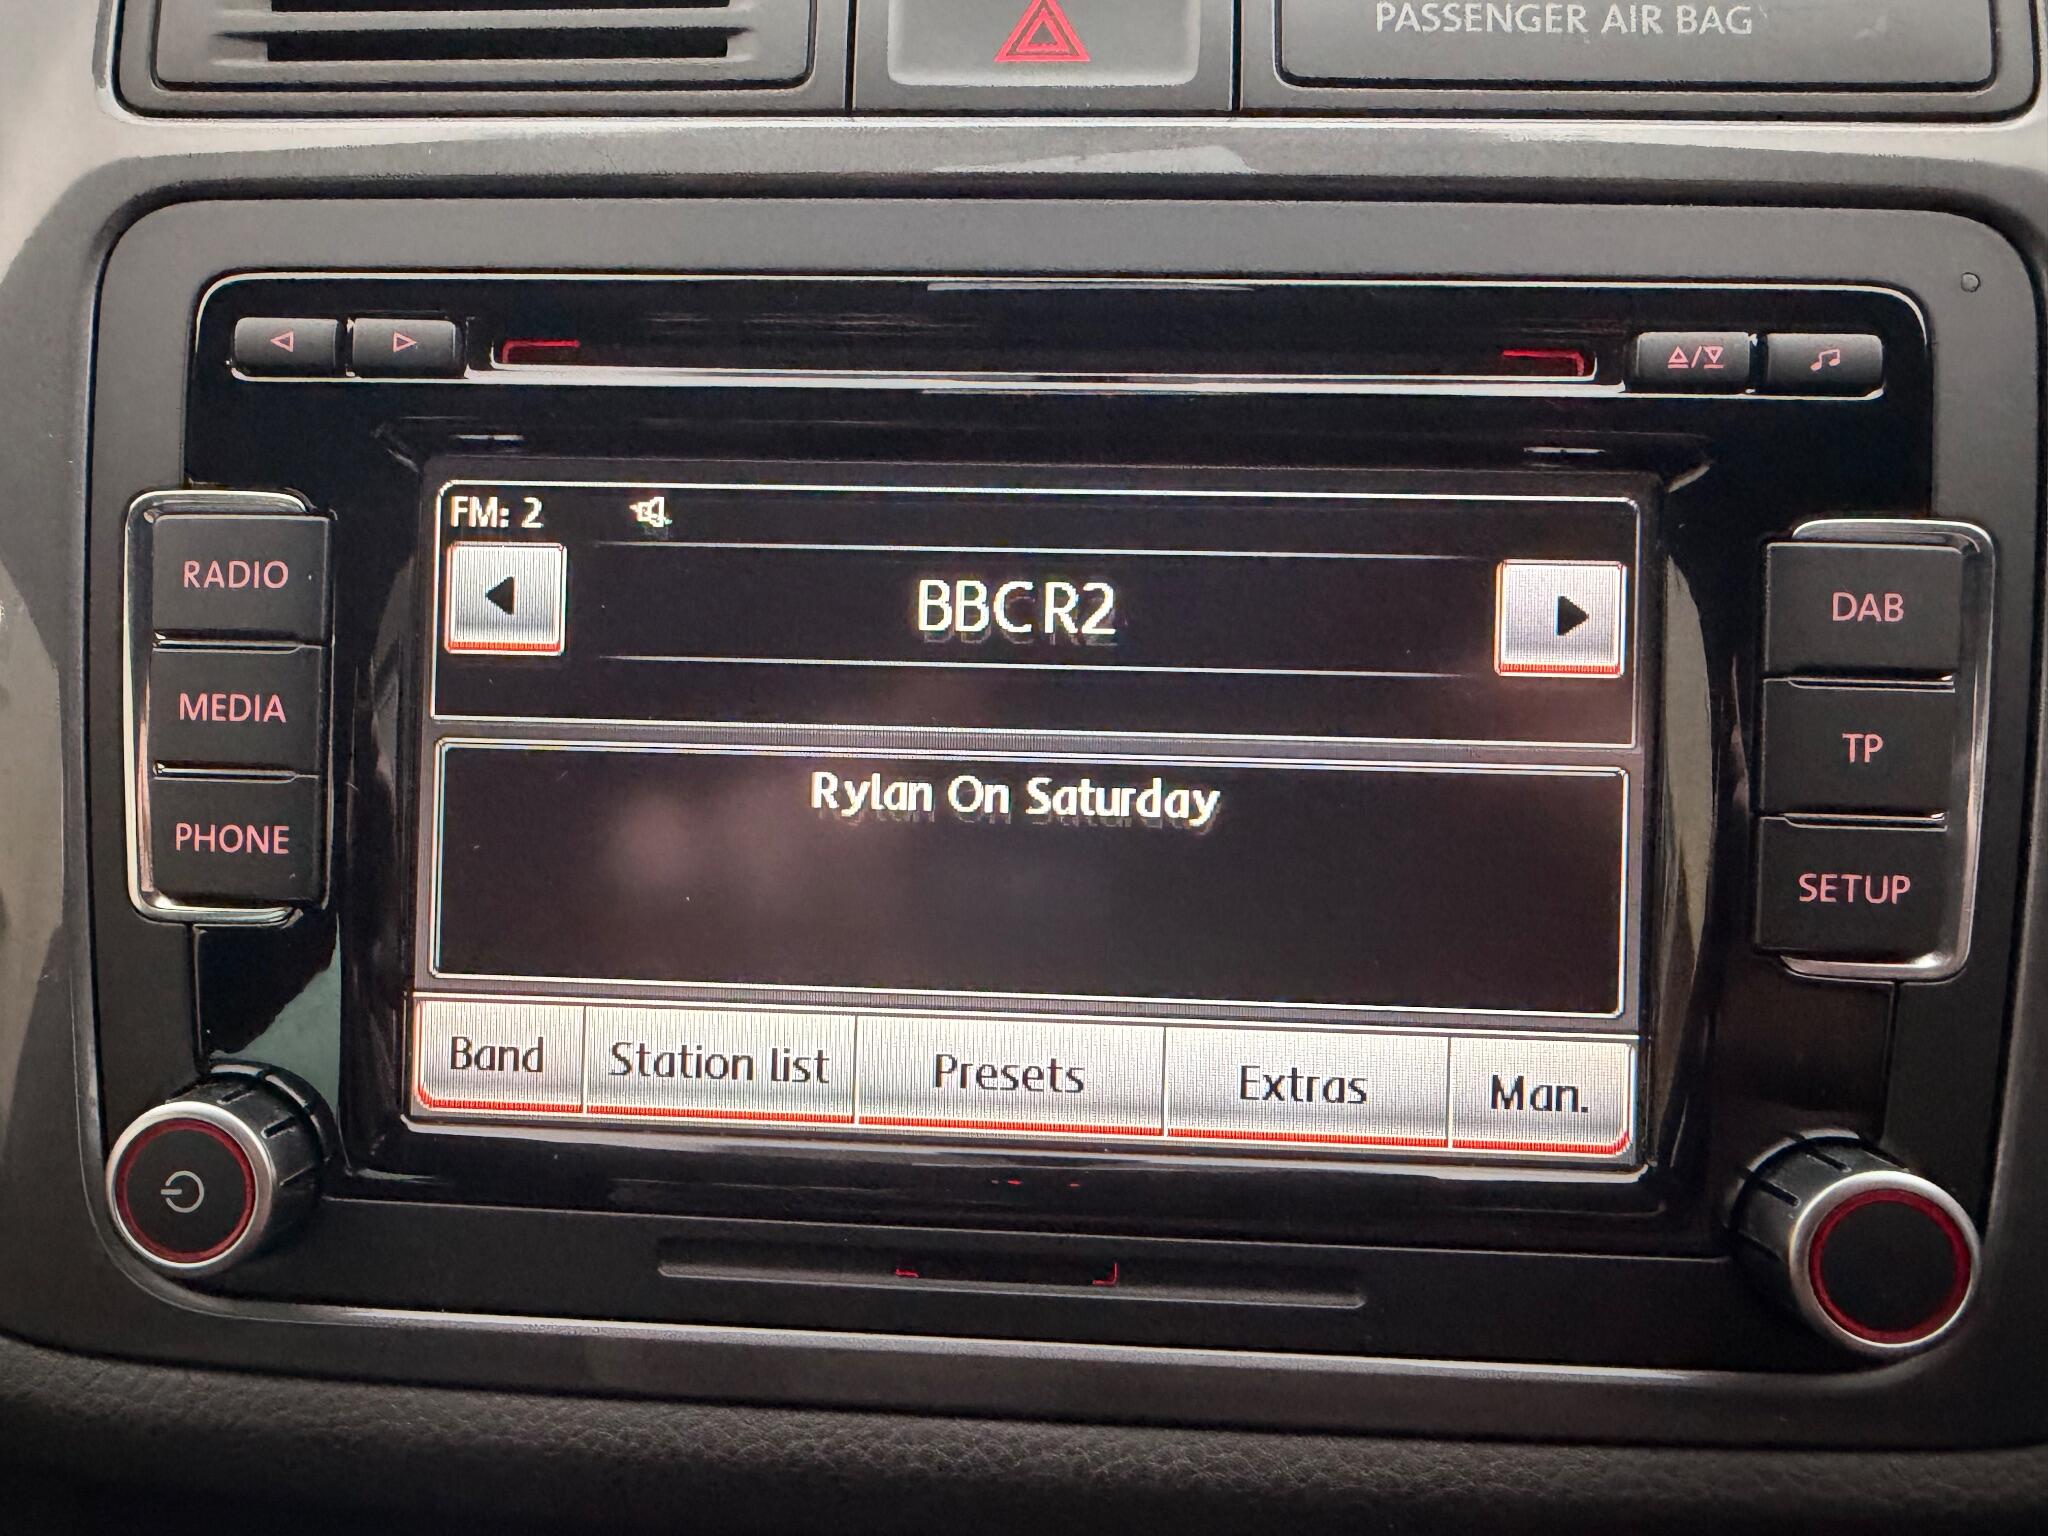 PASSENGER AIR BAG
FM: 2
BBC R2
Rylan On Saturday
RADIO
MEDIA
PHONE
DAB
TP
SETUP
Band
Station list
Presets
Extras
Man.